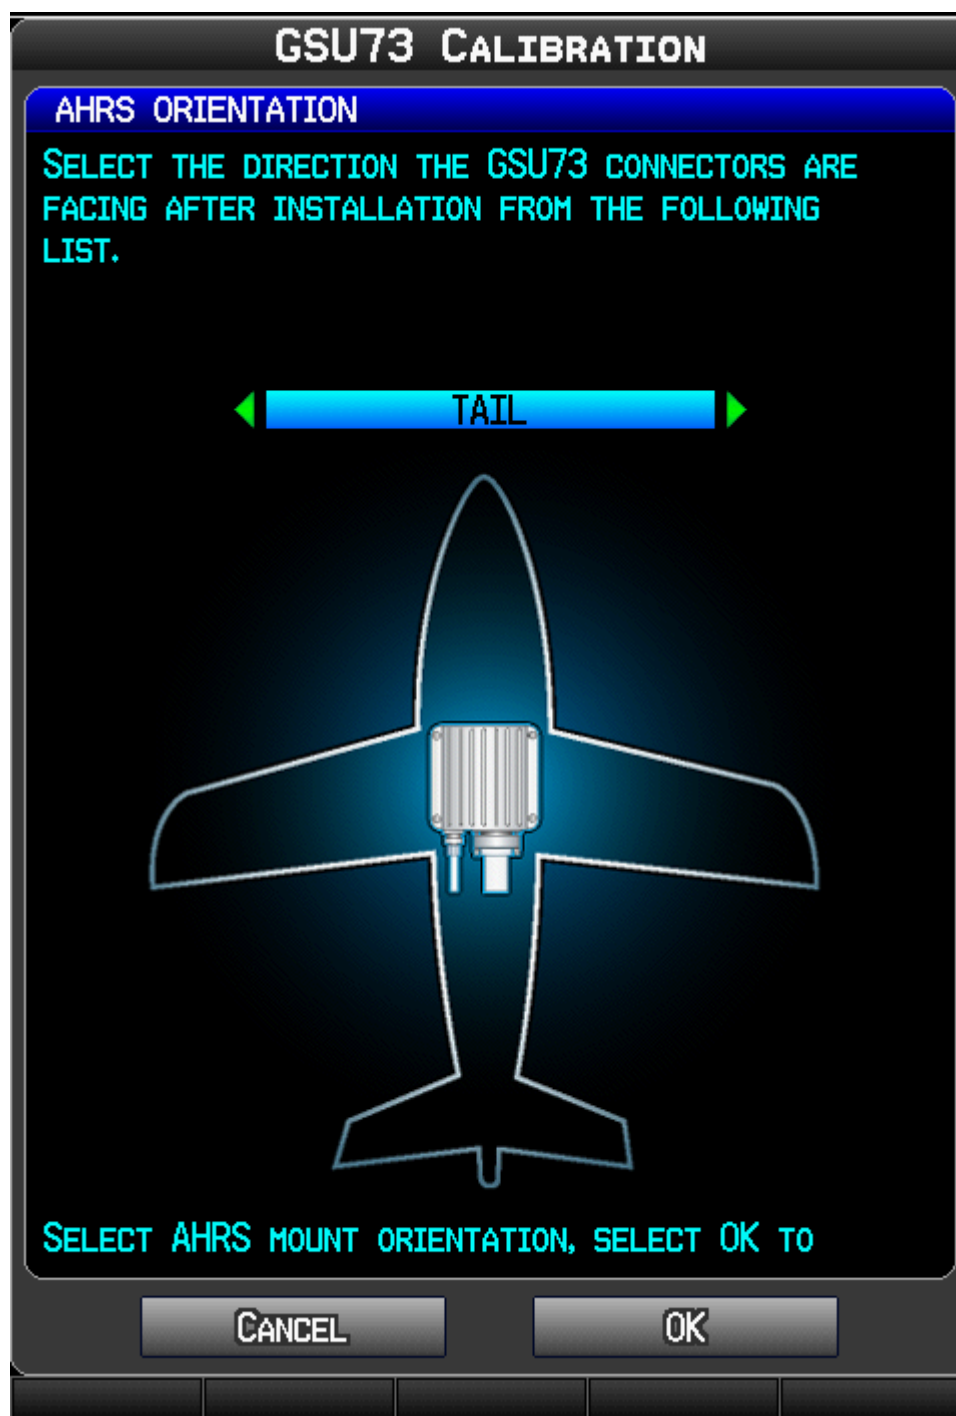 GSU73 Calibration
AHRS ORIENTATION
Select the direction the GSU73 connectors are
facing after installation from the following
list.
TAIL
Select AHRS mount orientation, select OK to
Cancel
OK